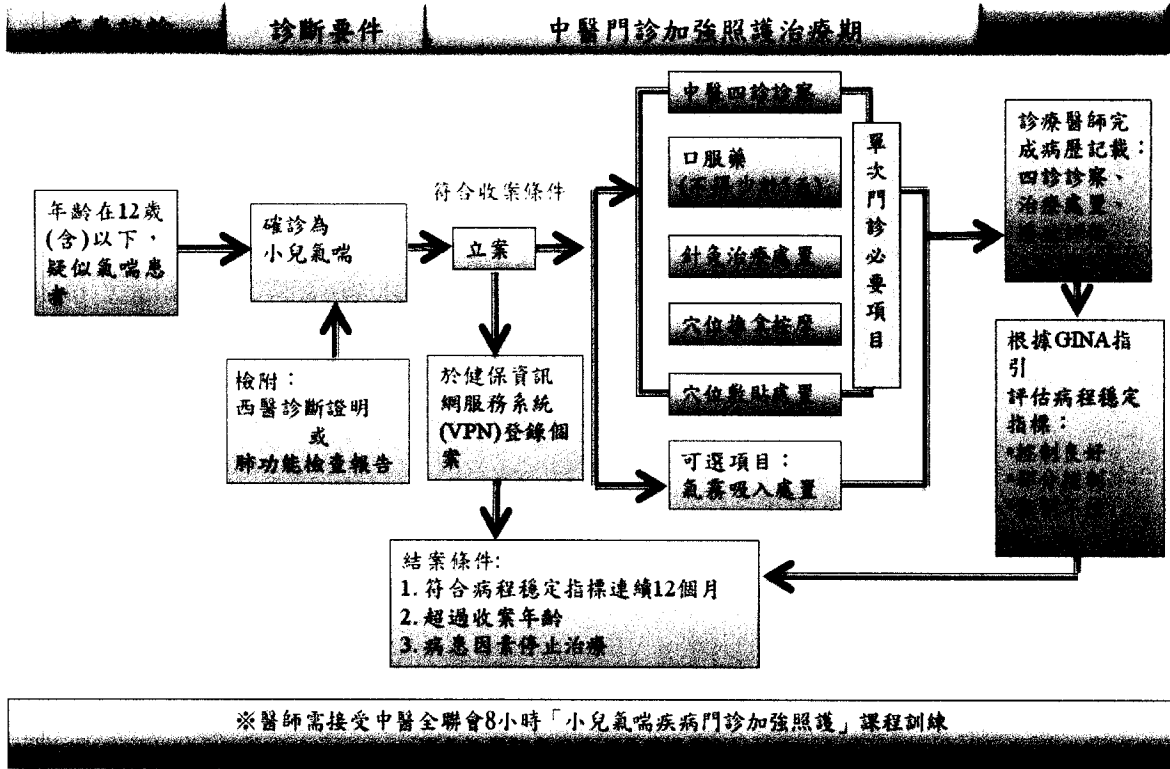 診斷要件
中醫門診加強照護治療期
年齡在12歲
(含)以下，
疑似氣喘患
者
確診為
小兒氣喘
檢附：
西醫診斷證明
或
肺功能檢查報告
符合收案條件
立案
於健保資訊
網服務系統
(VPN)登錄個
案
中醫四診診察
口服藥
針灸治療處置
穴位推拿按摩
穴位敷貼處置
單次門診必要項目
可選項目：
氣霧吸入處置
診療醫師完
成病歷記載：
四診診察、
治療處置、
根據GINA指
引
評估病程穩定
指標：
•控制良好
結案條件:
1. 符合病程穩定指標連續12個月
2. 超過收案年齡
3. 病患因素停止治療
※醫師需接受中醫全聯會8小時「小兒氣喘疾病門診加強照護」課程訓練